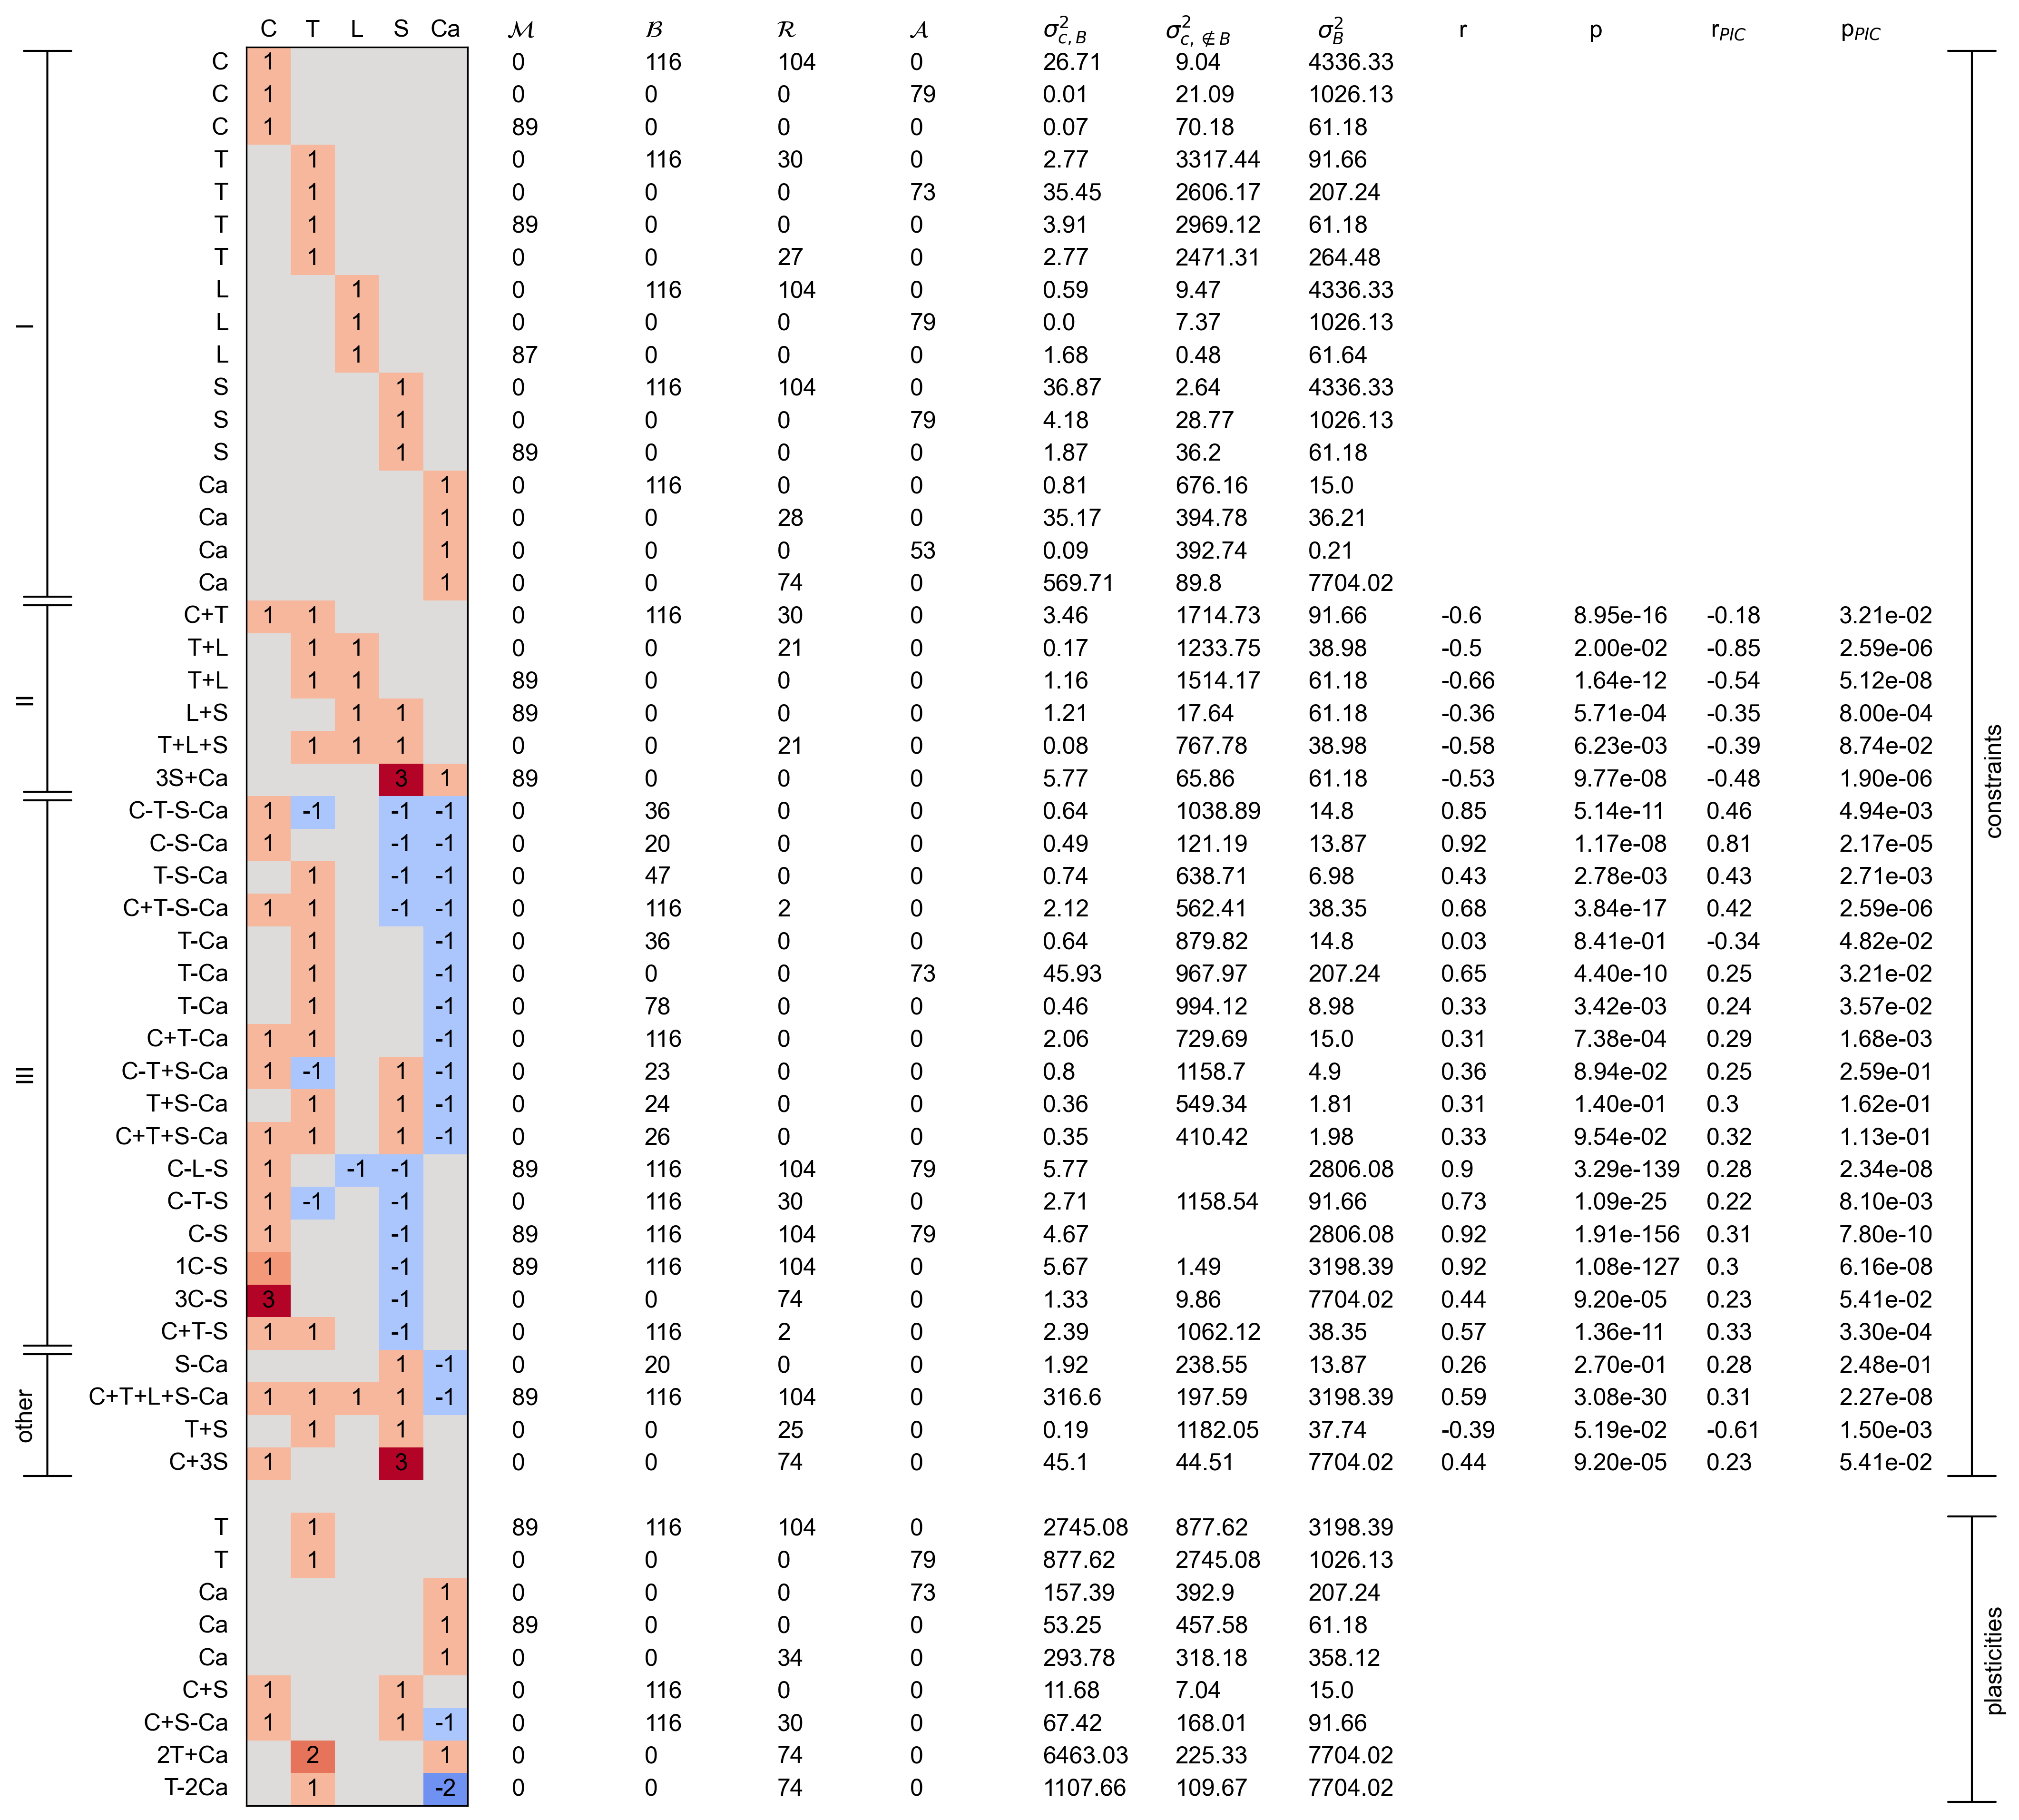 C T L S Ca ℳ ℬ ℛ 𝒜 σ²c,B σ²c,∉B σ²B r p rPIC pPIC
C 1 0 116 104 0 26.71 9.04 4336.33
C 1 0 0 0 79 0.01 21.09 1026.13
C 1 89 0 0 0 0.07 70.18 61.18
T 1 0 116 30 0 2.77 3317.44 91.66
T 1 0 0 0 73 35.45 2606.17 207.24
T 1 89 0 0 0 3.91 2969.12 61.18
T 1 0 0 27 0 2.77 2471.31 264.48
L 1 0 116 104 0 0.59 9.47 4336.33
I
L 1 0 0 0 79 0.0 7.37 1026.13
L 1 87 0 0 0 1.68 0.48 61.64
S 1 0 116 104 0 36.87 2.64 4336.33
S 1 0 0 0 79 4.18 28.77 1026.13
S 1 89 0 0 0 1.87 36.2 61.18
Ca 1 0 116 0 0 0.81 676.16 15.0
Ca 1 0 0 28 0 35.17 394.78 36.21
Ca 1 0 0 0 53 0.09 392.74 0.21
Ca 1 0 0 74 0 569.71 89.8 7704.02
C+T 1 1 0 116 30 0 3.46 1714.73 91.66 -0.6 8.95e-16 -0.18 3.21e-02
T+L 1 1 0 0 21 0 0.17 1233.75 38.98 -0.5 2.00e-02 -0.85 2.59e-06
T+L 1 1 89 0 0 0 1.16 1514.17 61.18 -0.66 1.64e-12 -0.54 5.12e-08
II
L+S 1 1 89 0 0 0 1.21 17.64 61.18 -0.36 5.71e-04 -0.35 8.00e-04
T+L+S 1 1 1 0 0 21 0 0.08 767.78 38.98 -0.58 6.23e-03 -0.39 8.74e-02
3S+Ca 3 1 89 0 0 0 5.77 65.86 61.18 -0.53 9.77e-08 -0.48 1.90e-06
constraints
C-T-S-Ca 1 -1 -1 -1 0 36 0 0 0.64 1038.89 14.8 0.85 5.14e-11 0.46 4.94e-03
C-S-Ca 1 -1 -1 0 20 0 0 0.49 121.19 13.87 0.92 1.17e-08 0.81 2.17e-05
T-S-Ca 1 -1 -1 0 47 0 0 0.74 638.71 6.98 0.43 2.78e-03 0.43 2.71e-03
C+T-S-Ca 1 1 -1 -1 0 116 2 0 2.12 562.41 38.35 0.68 3.84e-17 0.42 2.59e-06
T-Ca 1 -1 0 36 0 0 0.64 879.82 14.8 0.03 8.41e-01 -0.34 4.82e-02
T-Ca 1 -1 0 0 0 73 45.93 967.97 207.24 0.65 4.40e-10 0.25 3.21e-02
T-Ca 1 -1 0 78 0 0 0.46 994.12 8.98 0.33 3.42e-03 0.24 3.57e-02
C+T-Ca 1 1 -1 0 116 0 0 2.06 729.69 15.0 0.31 7.38e-04 0.29 1.68e-03
III
C-T+S-Ca 1 -1 1 -1 0 23 0 0 0.8 1158.7 4.9 0.36 8.94e-02 0.25 2.59e-01
T+S-Ca 1 1 -1 0 24 0 0 0.36 549.34 1.81 0.31 1.40e-01 0.3 1.62e-01
C+T+S-Ca 1 1 1 -1 0 26 0 0 0.35 410.42 1.98 0.33 9.54e-02 0.32 1.13e-01
C-L-S 1 -1 -1 89 116 104 79 5.77 2806.08 0.9 3.29e-139 0.28 2.34e-08
C-T-S 1 -1 -1 0 116 30 0 2.71 1158.54 91.66 0.73 1.09e-25 0.22 8.10e-03
C-S 1 -1 89 116 104 79 4.67 2806.08 0.92 1.91e-156 0.31 7.80e-10
1C-S 1 -1 89 116 104 0 5.67 1.49 3198.39 0.92 1.08e-127 0.3 6.16e-08
3C-S 3 -1 0 0 74 0 1.33 9.86 7704.02 0.44 9.20e-05 0.23 5.41e-02
C+T-S 1 1 -1 0 116 2 0 2.39 1062.12 38.35 0.57 1.36e-11 0.33 3.30e-04
S-Ca 1 -1 0 20 0 0 1.92 238.55 13.87 0.26 2.70e-01 0.28 2.48e-01
other
C+T+L+S-Ca 1 1 1 1 -1 89 116 104 0 316.6 197.59 3198.39 0.59 3.08e-30 0.31 2.27e-08
T+S 1 1 0 0 25 0 0.19 1182.05 37.74 -0.39 5.19e-02 -0.61 1.50e-03
C+3S 1 3 0 0 74 0 45.1 44.51 7704.02 0.44 9.20e-05 0.23 5.41e-02
T 1 89 116 104 0 2745.08 877.62 3198.39
T 1 0 0 0 79 877.62 2745.08 1026.13
Ca 1 0 0 0 73 157.39 392.9 207.24
Ca 1 89 0 0 0 53.25 457.58 61.18
plasticities
Ca 1 0 0 34 0 293.78 318.18 358.12
C+S 1 1 0 116 0 0 11.68 7.04 15.0
C+S-Ca 1 1 -1 0 116 30 0 67.42 168.01 91.66
2T+Ca 2 1 0 0 74 0 6463.03 225.33 7704.02
T-2Ca 1 -2 0 0 74 0 1107.66 109.67 7704.02